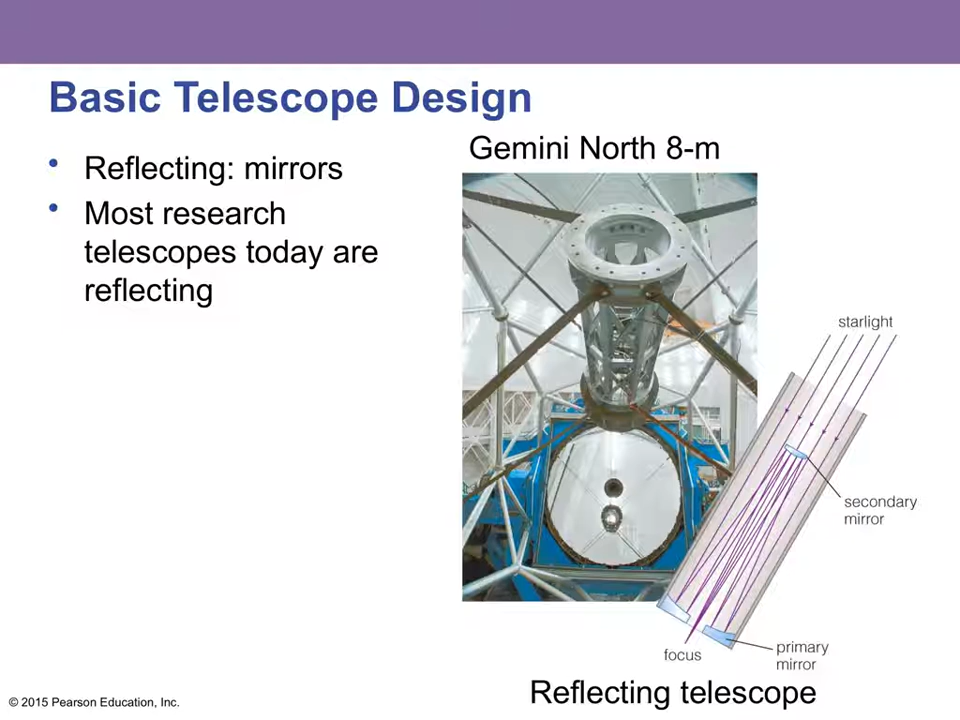 Basic Telescope Design
• Reflecting: mirrors
• Most research
telescopes today are
reflecting
Gemini North 8-m
starlight
secondary
mirror
focus
primary
mirror
Reflecting telescope
© 2015 Pearson Education, Inc.